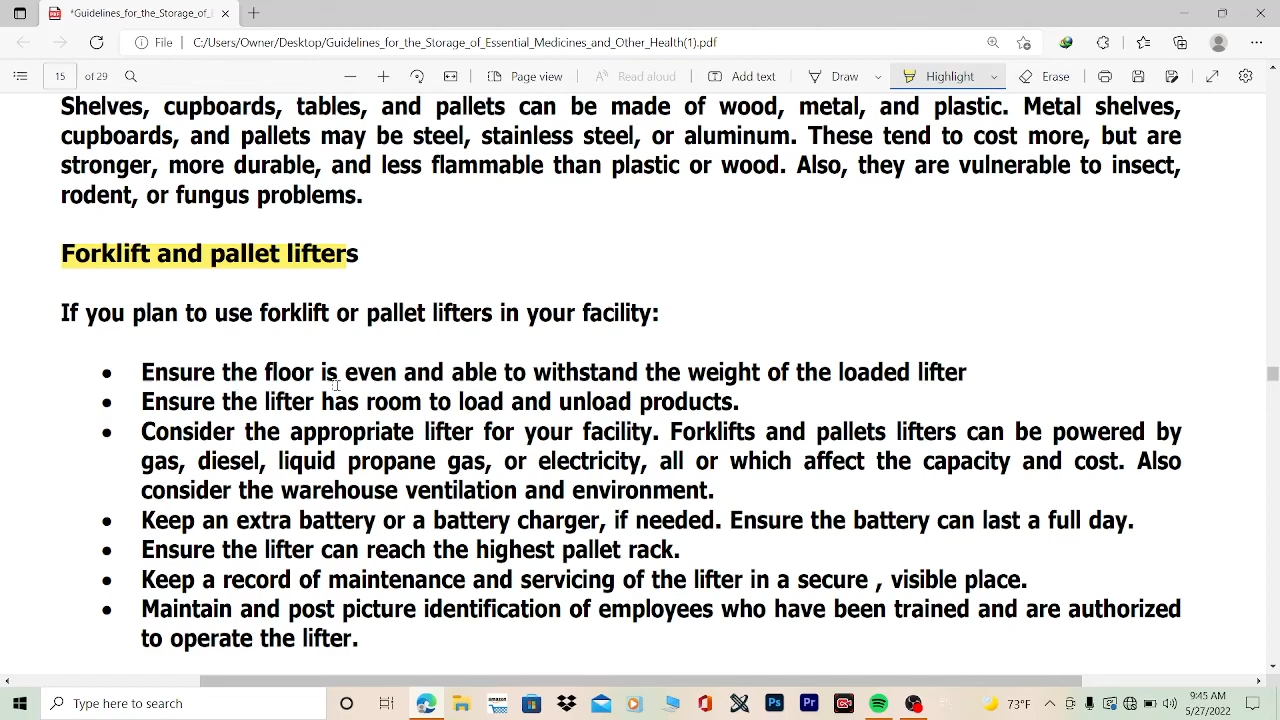 *Guidelines_for_the_Storage_of_
File
C:/Users/Owner/Desktop/Guidelines_for_the_Storage_of_Essential_Medicines_and_Other_Health(1).pdf
15 of 29
Page view
Read aloud
Add text
Draw
Highlight
Erase
Shelves, cupboards, tables, and pallets can be made of wood, metal, and plastic. Metal shelves,
cupboards, and pallets may be steel, stainless steel, or aluminum. These tend to cost more, but are
stronger, more durable, and less flammable than plastic or wood. Also, they are vulnerable to insect,
rodent, or fungus problems.
Forklift and pallet lifters
If you plan to use forklift or pallet lifters in your facility:
• Ensure the floor is even and able to withstand the weight of the loaded lifter
• Ensure the lifter has room to load and unload products.
• Consider the appropriate lifter for your facility. Forklifts and pallets lifters can be powered by
gas, diesel, liquid propane gas, or electricity, all or which affect the capacity and cost. Also
consider the warehouse ventilation and environment.
• Keep an extra battery or a battery charger, if needed. Ensure the battery can last a full day.
• Ensure the lifter can reach the highest pallet rack.
• Keep a record of maintenance and servicing of the lifter in a secure , visible place.
• Maintain and post picture identification of employees who have been trained and are authorized
to operate the lifter.
Type here to search
amazon
Ps
Pr
73°F
5:45 AM
5/27/2022